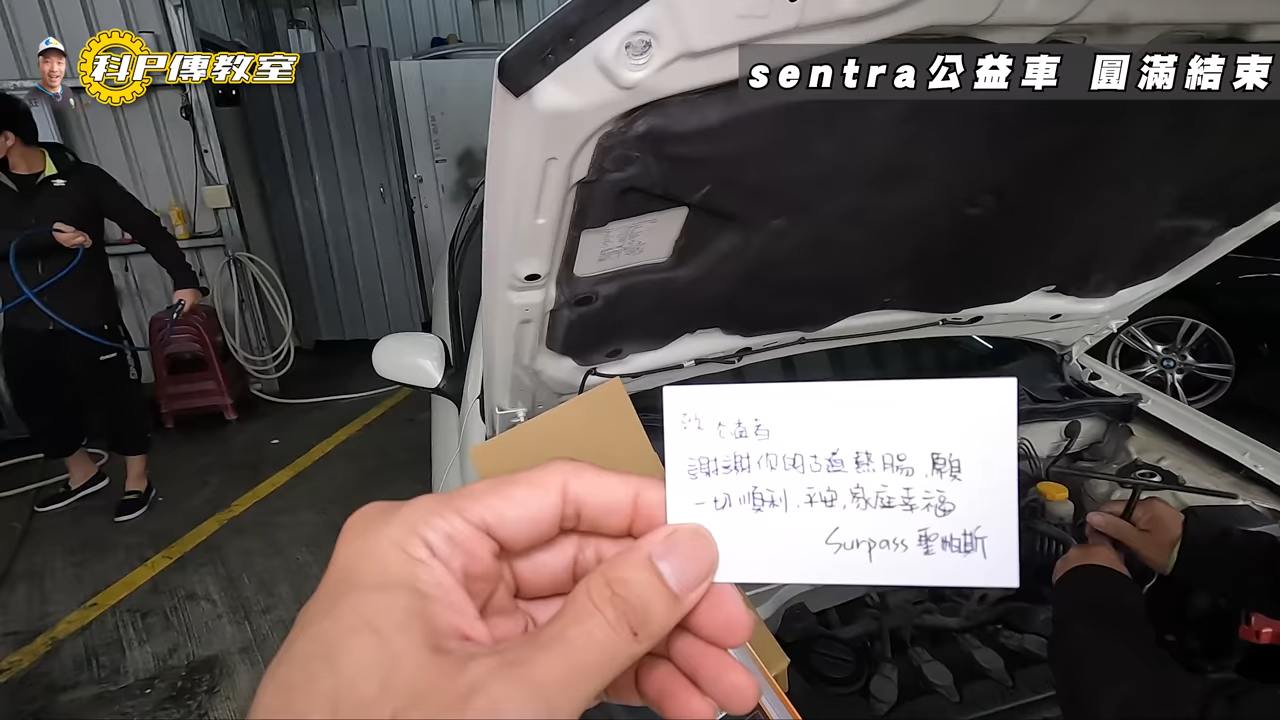 科P傳教室
sentra公益車 圓滿結束
謝謝你的古道熱腸,願
一切順利、平安,家庭幸福
Surpass 聖帕斯